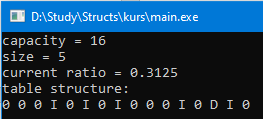 D:\Study\Structs\kurs\main.exe
capacity = 16
size = 5
current ratio = 0.3125
table structure:
0 0 0 I 0 I 0 I 0 0 0 I 0 D I 0